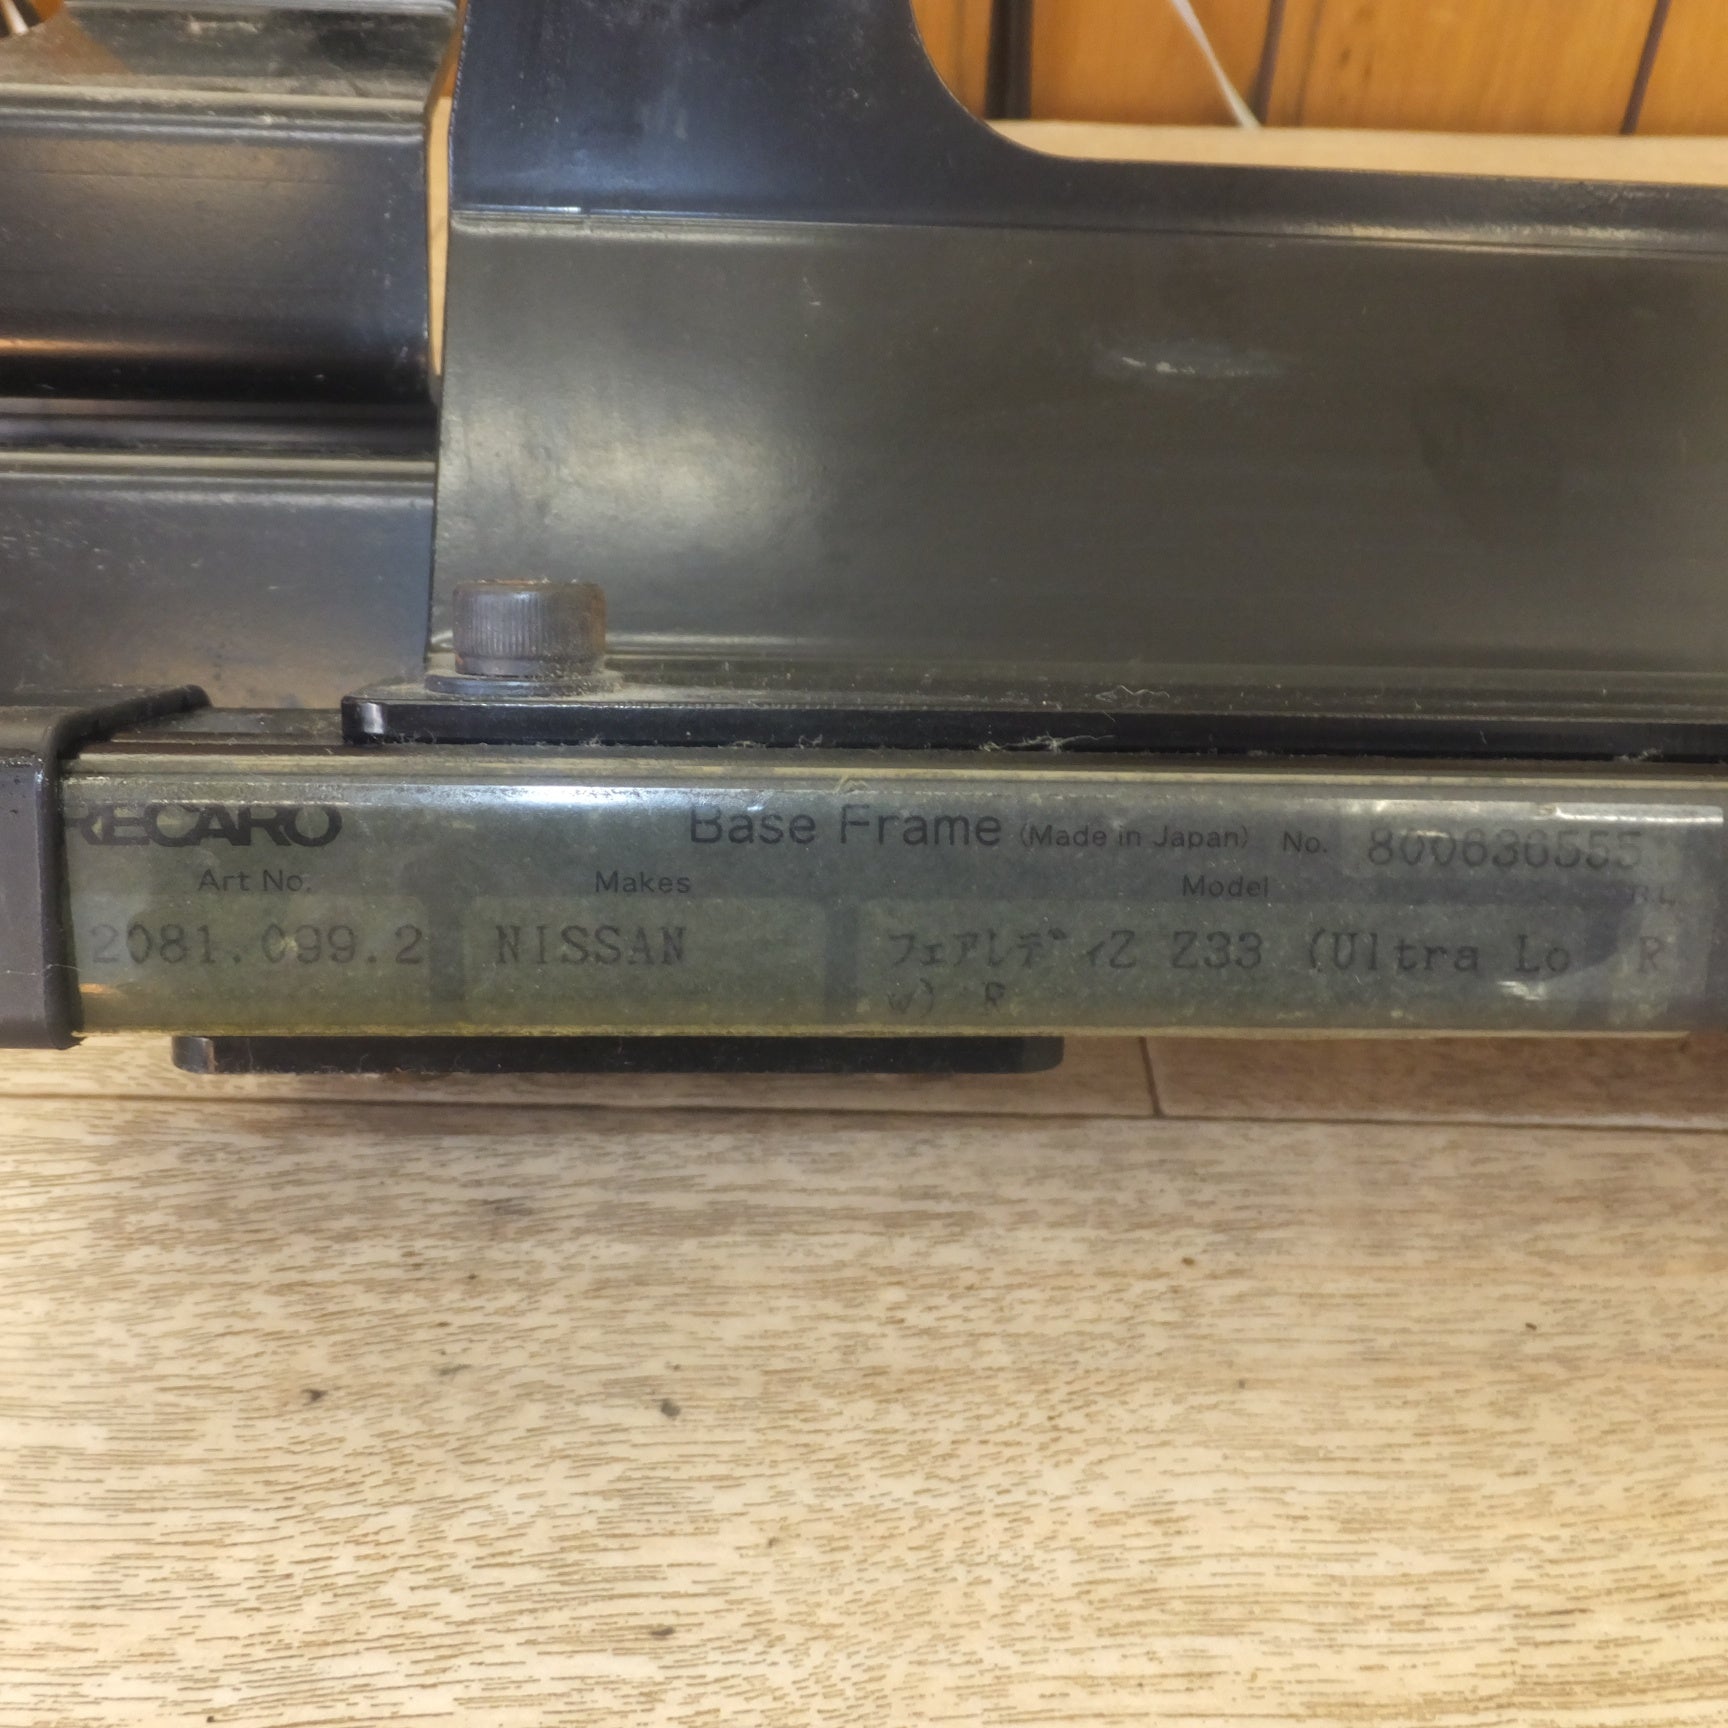 RECARO Base Frame (Made in Japan) No. 800636555
Art No. Makes Model R.L
2081.099.2 NISSAN フェアレディZ Z33 (Ultra Lo R
w) R